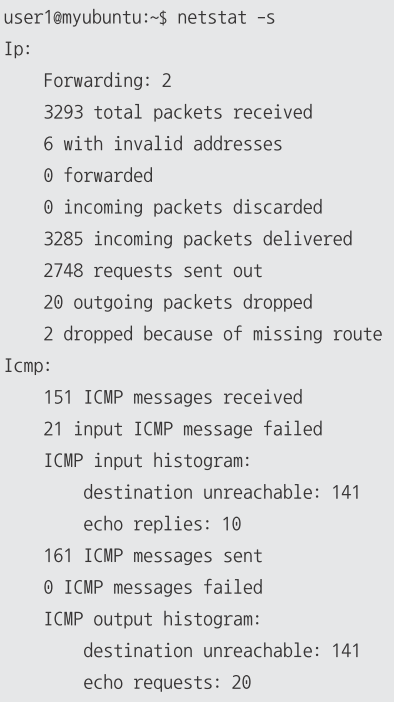 user1@myubuntu:~$ netstat -s
Ip:
Forwarding: 2
3293 total packets received
6 with invalid addresses
0 forwarded
0 incoming packets discarded
3285 incoming packets delivered
2748 requests sent out
20 outgoing packets dropped
2 dropped because of missing route
Icmp:
151 ICMP messages received
21 input ICMP message failed
ICMP input histogram:
destination unreachable: 141
echo replies: 10
161 ICMP messages sent
0 ICMP messages failed
ICMP output histogram:
destination unreachable: 141
echo requests: 20